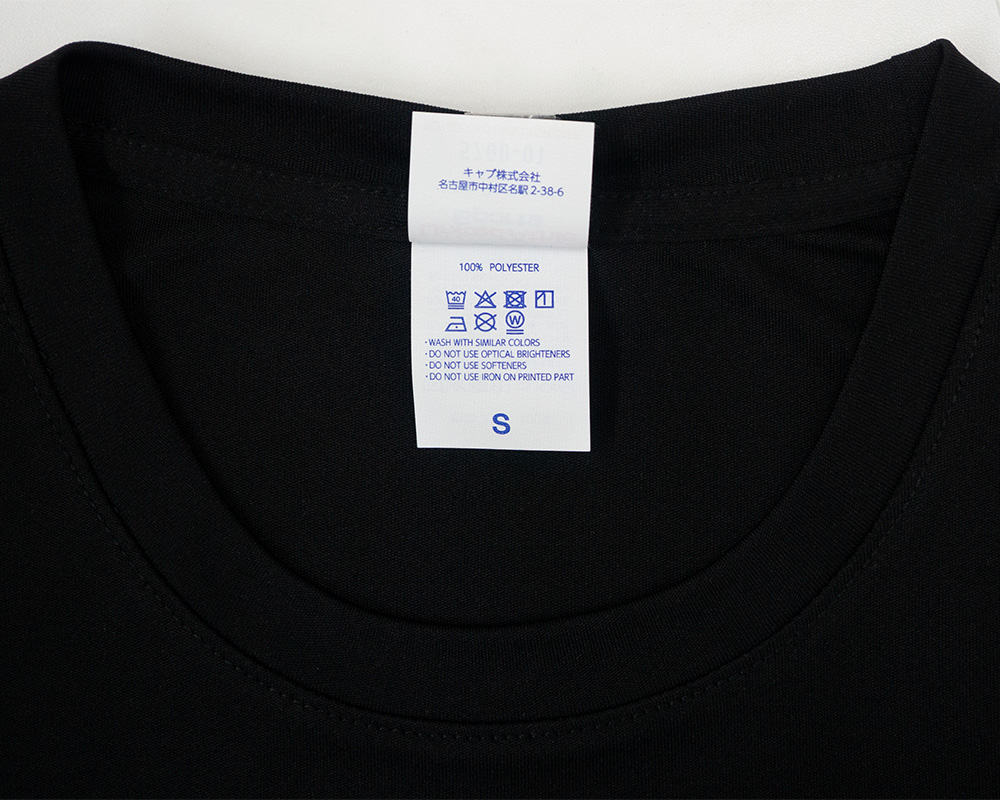 キャプ株式会社
名古屋市中村区名駅 2-38-6
100% POLYESTER
40
W
・WASH WITH SIMILAR COLORS
・DO NOT USE OPTICAL BRIGHTENERS
・DO NOT USE SOFTENERS
・DO NOT USE IRON ON PRINTED PART
S